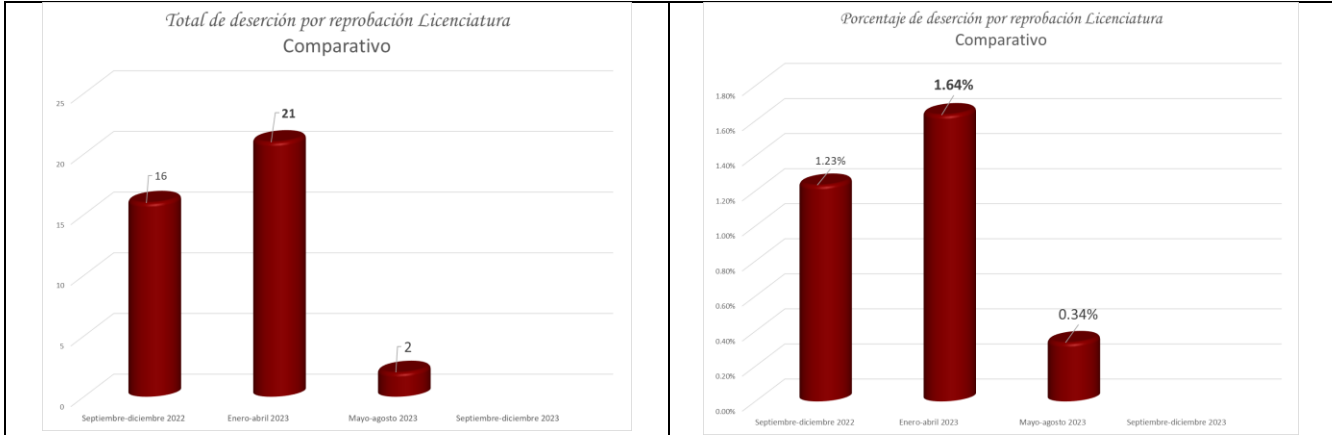 Total de deserción por reprobación Licenciatura
Comparativo
25
20
15
10
5
0
16
21
2
Septiembre-diciembre 2022
Enero-abril 2023
Mayo-agosto 2023
Septiembre-diciembre 2023
Porcentaje de deserción por reprobación Licenciatura
Comparativo
1.80%
1.60%
1.40%
1.20%
1.00%
0.80%
0.60%
0.40%
0.20%
0.00%
1.23%
1.64%
0.34%
Septiembre-diciembre 2022
Enero-abril 2023
Mayo-agosto 2023
Septiembre-diciembre 2023